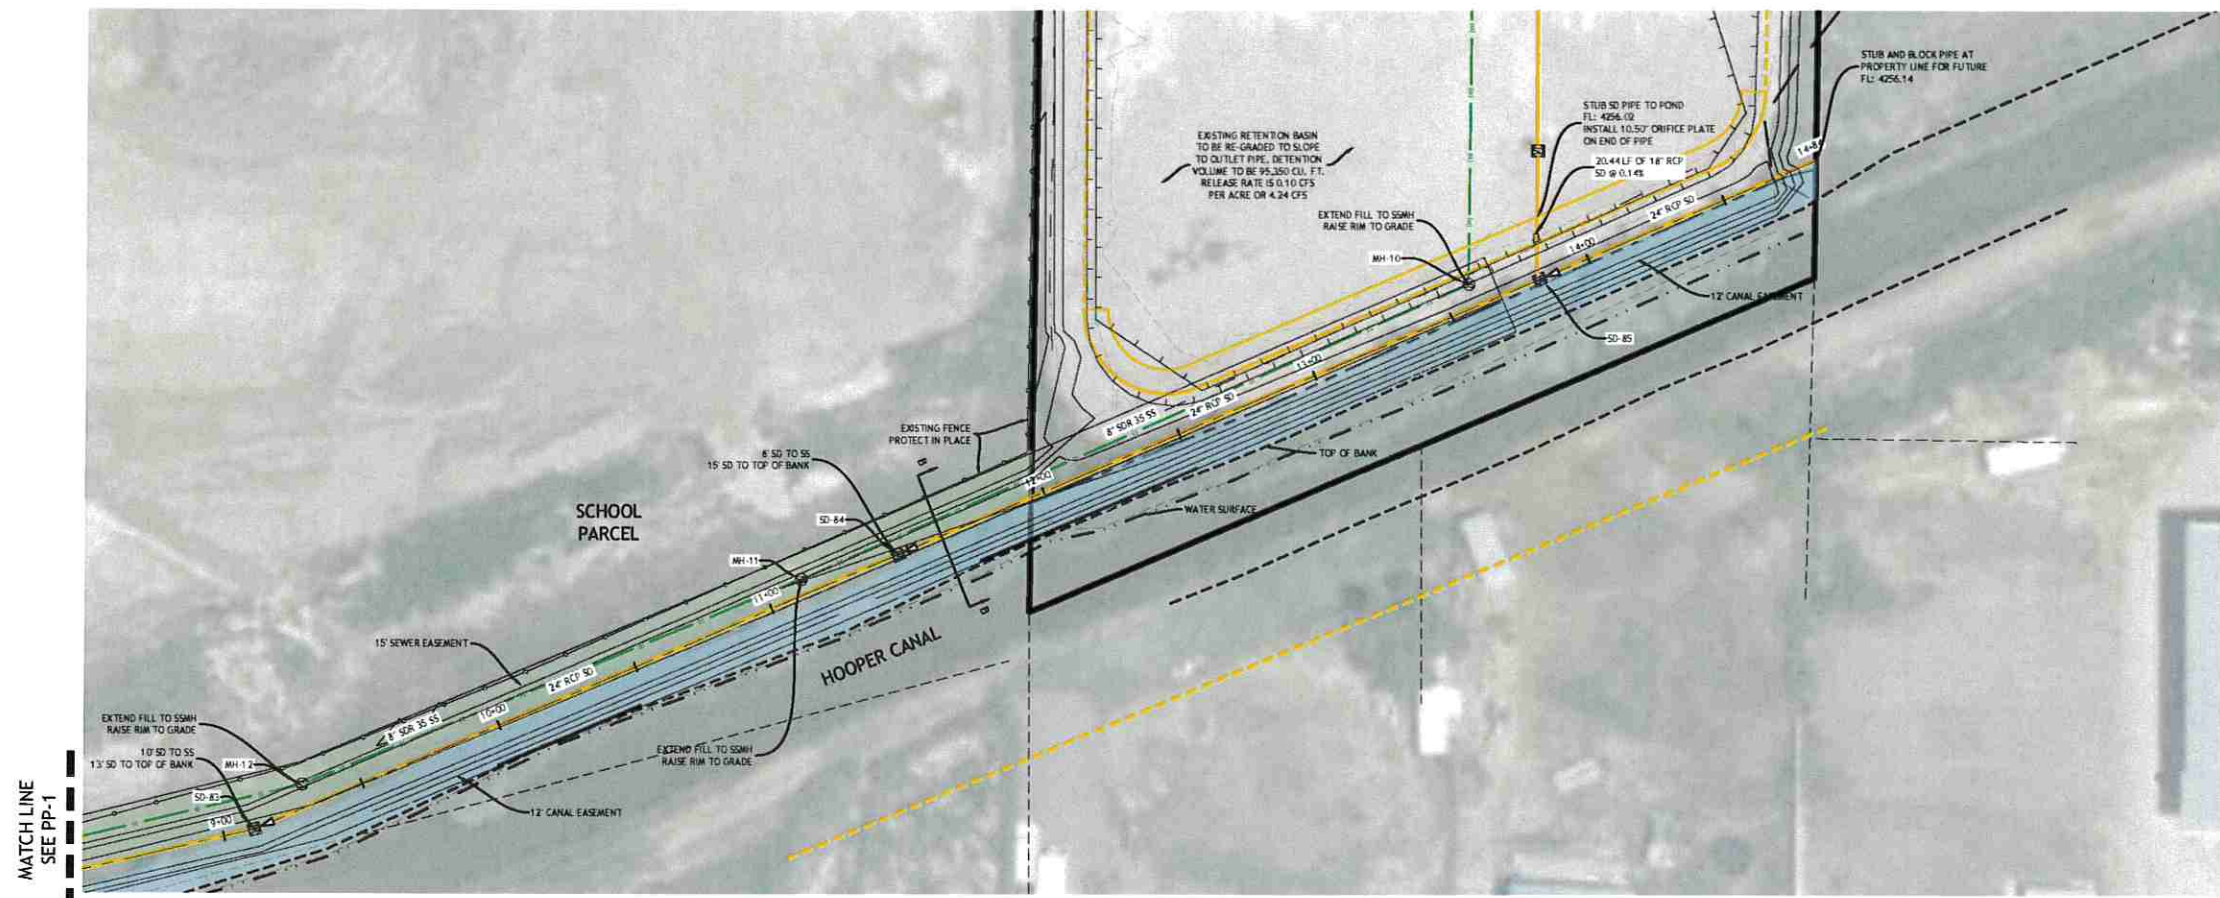 STUB AND BLOCK PIPE AT
PROPERTY LINE FOR FUTURE
FL: 4256.14
STUB SD PIPE TO POND
FL: 4256.02
INSTALL 10.50" ORIFICE PLATE
ON END OF PIPE
20.44 LF OF 18" RCP
SD @ 0.14%
EXISTING RETENTION BASIN
TO BE RE-GRADED TO SLOPE
TO OUTLET PIPE, DETENTION
VOLUME TO BE 95,350 CU. FT.
RELEASE RATE IS 0.10 CFS
PER ACRE OR 4.24 CFS
EXTEND FILL TO SSMH
RAISE RIM TO GRADE
MH-10
24" RCP SD
14+00
12' CANAL EASEMENT
SD-85
13+00
24" RCP SD
8" SDR 35 SS
TOP OF BANK
EXISTING FENCE
PROTECT IN PLACE
8' SD TO SS
15' SD TO TOP OF BANK
B
12+00
WATER SURFACE
SCHOOL
PARCEL
SD-84
MH-11
11+00
B
HOOPER CANAL
15' SEWER EASEMENT
24" RCP SD
10+00
8" SDR 35 SS
EXTEND FILL TO SSMH
RAISE RIM TO GRADE
EXTEND FILL TO SSMH
RAISE RIM TO GRADE
10' SD TO SS
13' SD TO TOP OF BANK
MH-12
SD-83
9+00
12' CANAL EASEMENT
MATCH LINE
SEE PP-1